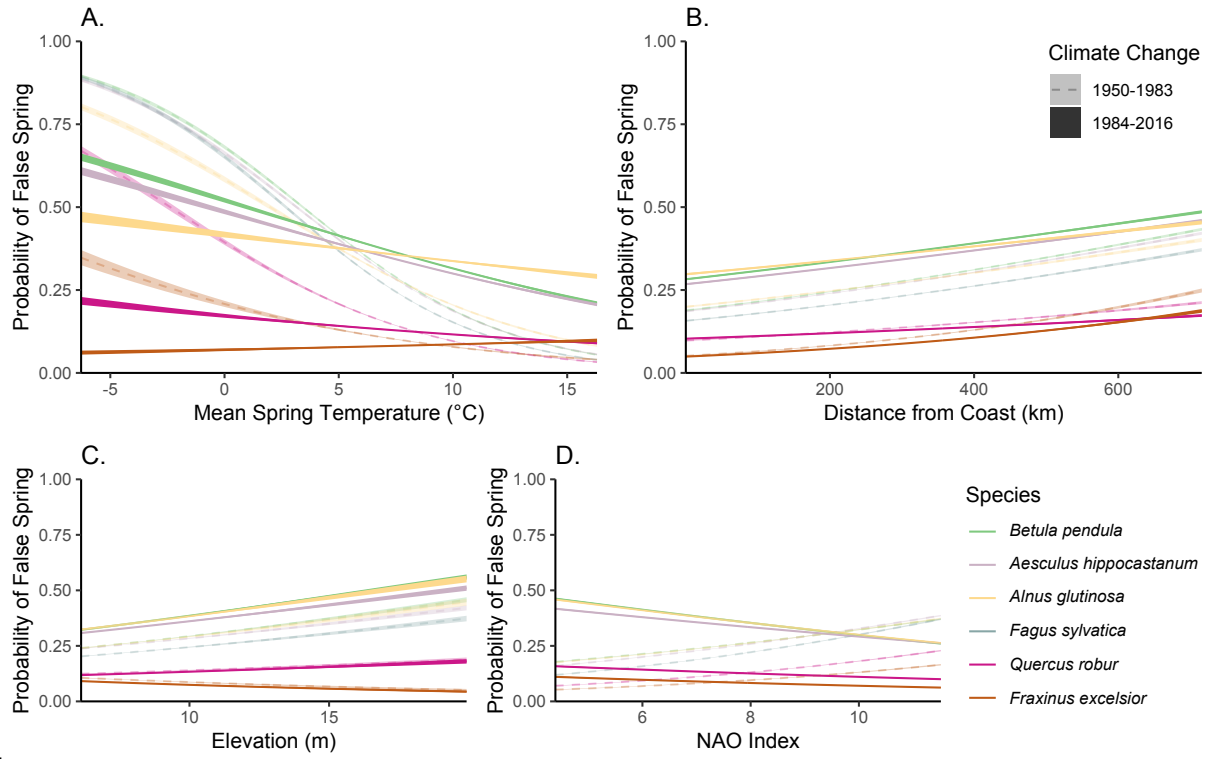 A.
1.00
0.75
0.50
0.25
0.00
Probability of False Spring
-5
0
5
10
15
Mean Spring Temperature (°C)
B.
1.00
0.75
0.50
0.25
0.00
Probability of False Spring
200
400
600
Distance from Coast (km)
Climate Change
1950-1983
1984-2016
C.
1.00
0.75
0.50
0.25
0.00
Probability of False Spring
10
15
Elevation (m)
D.
1.00
0.75
0.50
0.25
0.00
Probability of False Spring
6
8
10
NAO Index
Species
Betula pendula
Aesculus hippocastanum
Alnus glutinosa
Fagus sylvatica
Quercus robur
Fraxinus excelsior